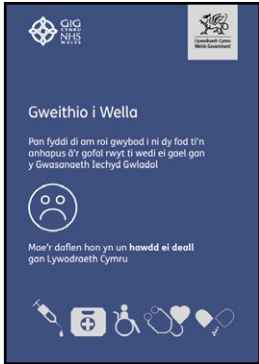 GIG
CYMRU
NHS
WALES
Llywodraeth Cymru
Welsh Government
Gweithio i Wella
Pan fyddi di am roi gwybod i ni dy fod ti'n
anhapus â'r gofal rwyt ti wedi ei gael gan
y Gwasanaeth Iechyd Gwladol
Mae'r daflen hon yn un hawdd ei deall
gan Lywodraeth Cymru